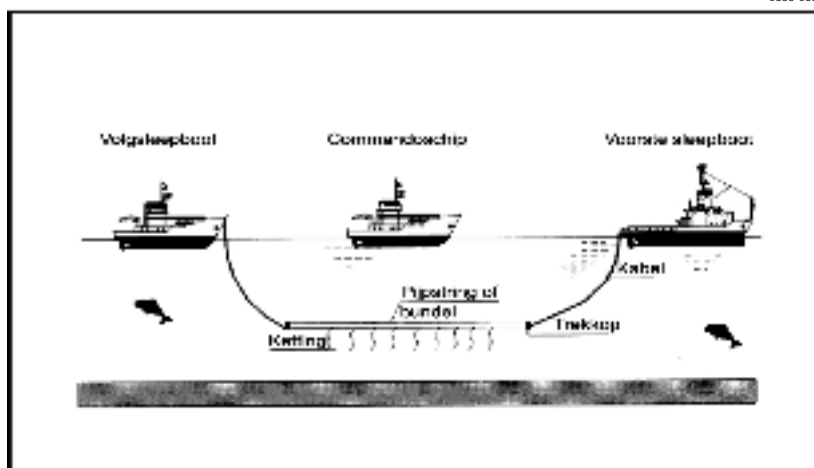 Volgsleepboot
Commandoschip
Voorste sleepboot
Kabel
Pijpstring of
bundel
Ketting
Trekkop